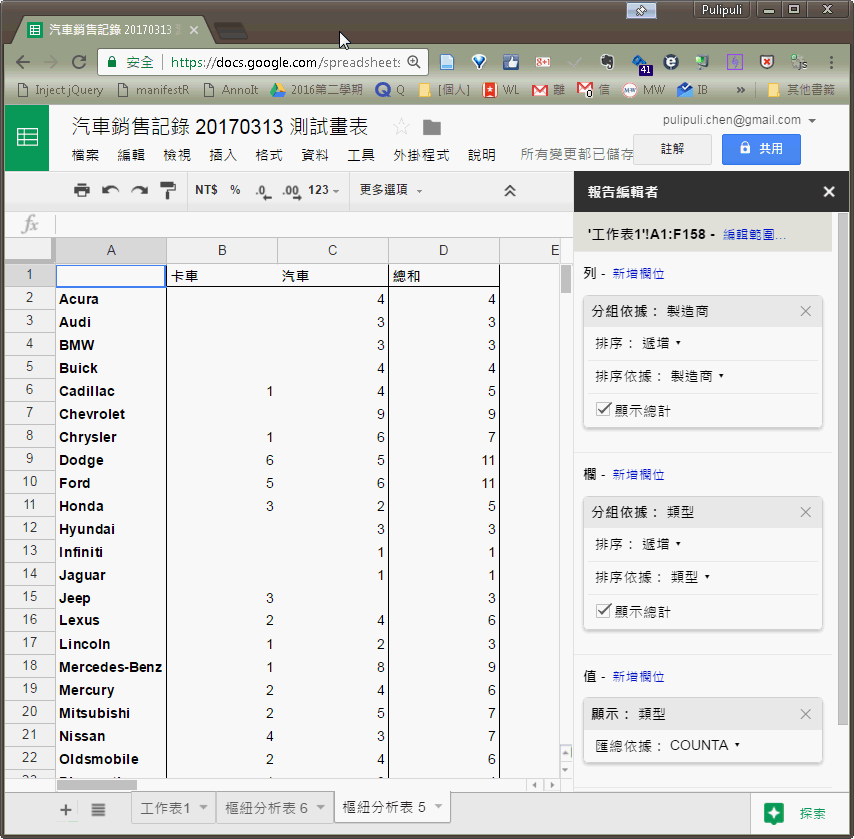 Pulipuli
汽車銷售記錄 20170313
安全 https://docs.google.com/spreadsheets
41
InjectjQuery manifestR AnnoIt 2016第二學期 Q [個人] WL 離 信 MW IB » 其他書籤
汽車銷售記錄 20170313 測試畫表
pulipuli.chen@gmail.com
檔案 編輯 檢視 插入 格式 資料 工具 外掛程式 說明 所有變更都已儲存
註解 共用
NT$ % .0 .00 123 更多選項
報告編輯者
fx
'工作表1'!A1:F158 - 編輯範圍...
A B C D E
1 卡車 汽車 總和
2 Acura 4 4
3 Audi 3 3
4 BMW 3 3
5 Buick 4 4
6 Cadillac 1 4 5
7 Chevrolet 9 9
8 Chrysler 1 6 7
9 Dodge 6 5 11
10 Ford 5 6 11
11 Honda 3 2 5
12 Hyundai 3 3
13 Infiniti 1 1
14 Jaguar 1 1
15 Jeep 3 3
16 Lexus 2 4 6
17 Lincoln 1 2 3
18 Mercedes-Benz 1 8 9
19 Mercury 2 4 6
20 Mitsubishi 2 5 7
21 Nissan 4 3 7
22 Oldsmobile 2 4 6
列 - 新增欄位
分組依據： 製造商
排序： 遞增
排序依據： 製造商
顯示總計
欄 - 新增欄位
分組依據： 類型
排序： 遞增
排序依據： 類型
顯示總計
值 - 新增欄位
顯示： 類型
匯總依據： COUNTA
工作表1 樞紐分析表 6 樞紐分析表 5
探索